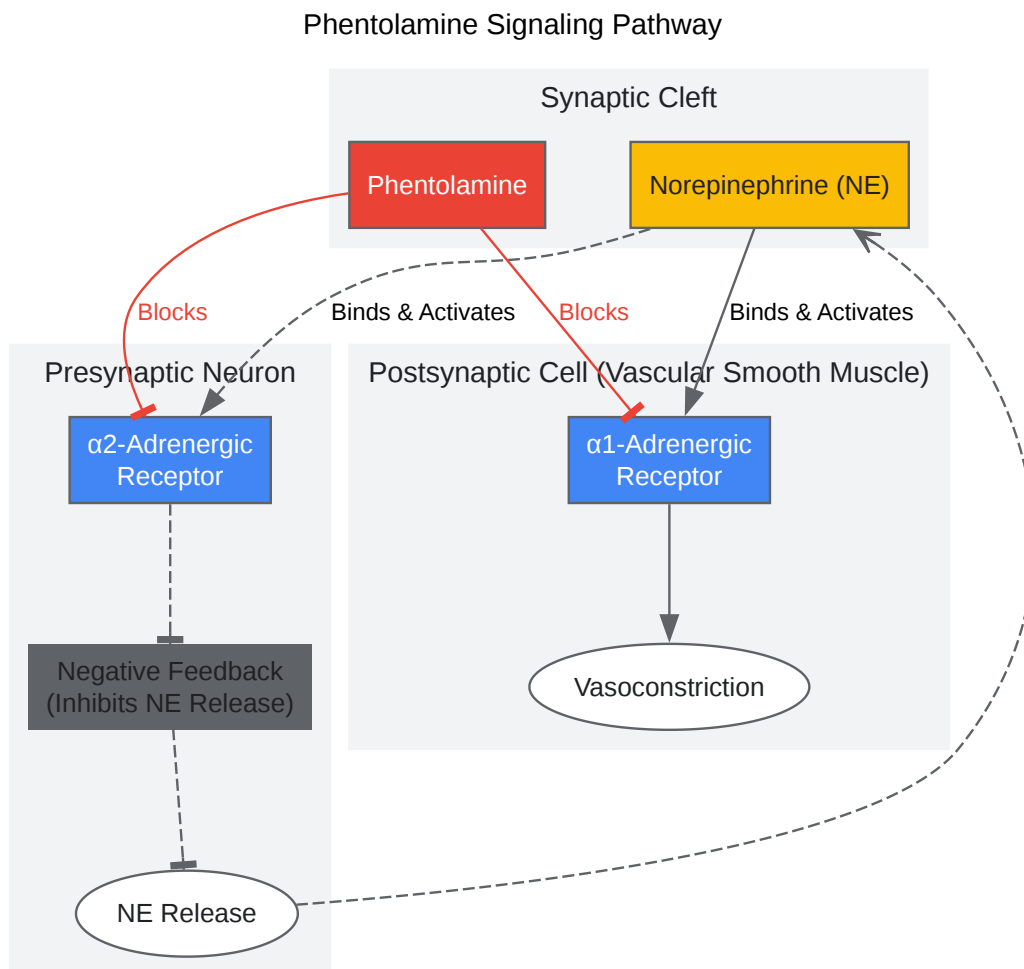 Phentolamine Signaling Pathway
Synaptic Cleft
Phentolamine
Norepinephrine (NE)
Blocks
Binds & Activates
Blocks
Binds & Activates
Presynaptic Neuron
Postsynaptic Cell (Vascular Smooth Muscle)
α2-Adrenergic
Receptor
α1-Adrenergic
Receptor
Negative Feedback
(Inhibits NE Release)
Vasoconstriction
NE Release